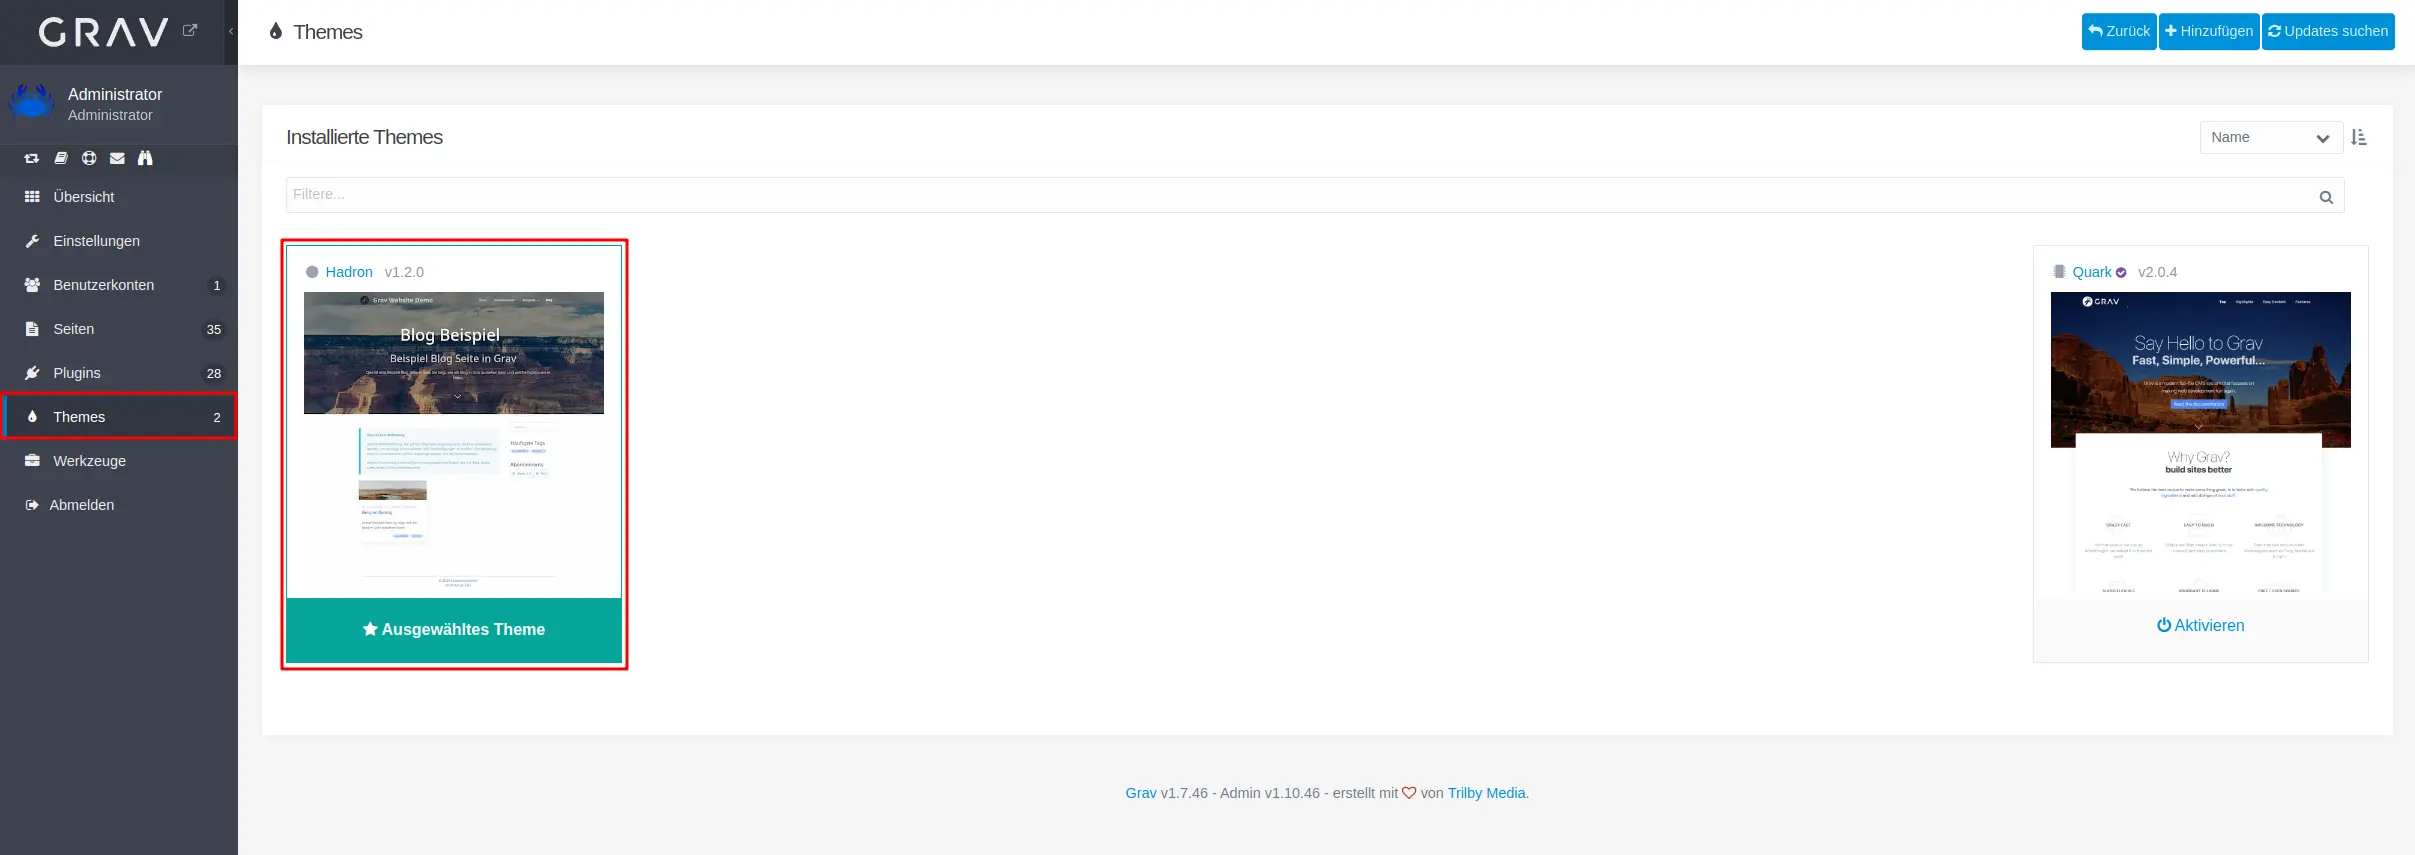 GRAV
Themes
Zurück
Hinzufügen
Updates suchen
Administrator
Administrator
Übersicht
Einstellungen
Benutzerkonten 1
Seiten 35
Plugins 28
Themes 2
Werkzeuge
Abmelden
Installierte Themes
Name
Filtere...
Hadron v1.2.0
Grav Website Demo
Blog Beispiel
Beispiel Blog Seite in Grav
Häufigste Tags
Abonnements
Ausgewähltes Theme
Quark v2.0.4
GRAV
Say Hello to Grav
Fast, Simple, Powerful...
Why Grav?
build sites better
Aktivieren
Grav v1.7.46 - Admin v1.10.46 - erstellt mit von Trilby Media.